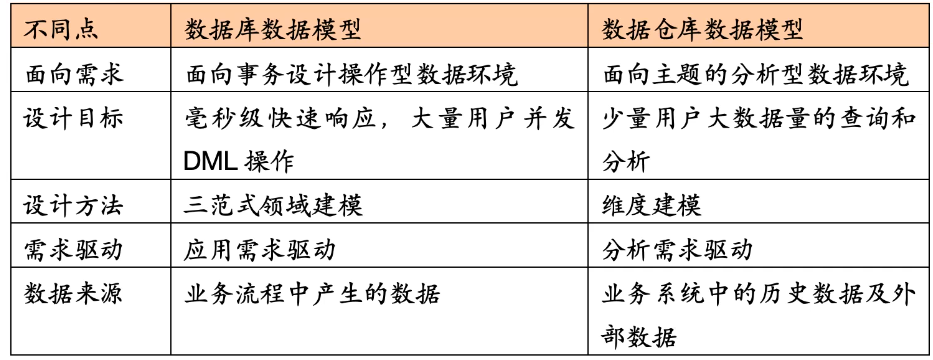 不同点 数据库数据模型 数据仓库数据模型
面向需求 面向事务设计操作型数据环境 面向主题的分析型数据环境
设计目标 毫秒级快速响应，大量用户并发 少量用户大数据量的查询和
DML 操作 分析
设计方法 三范式领域建模 维度建模
需求驱动 应用需求驱动 分析需求驱动
数据来源 业务流程中产生的数据 业务系统中的历史数据及外
部数据